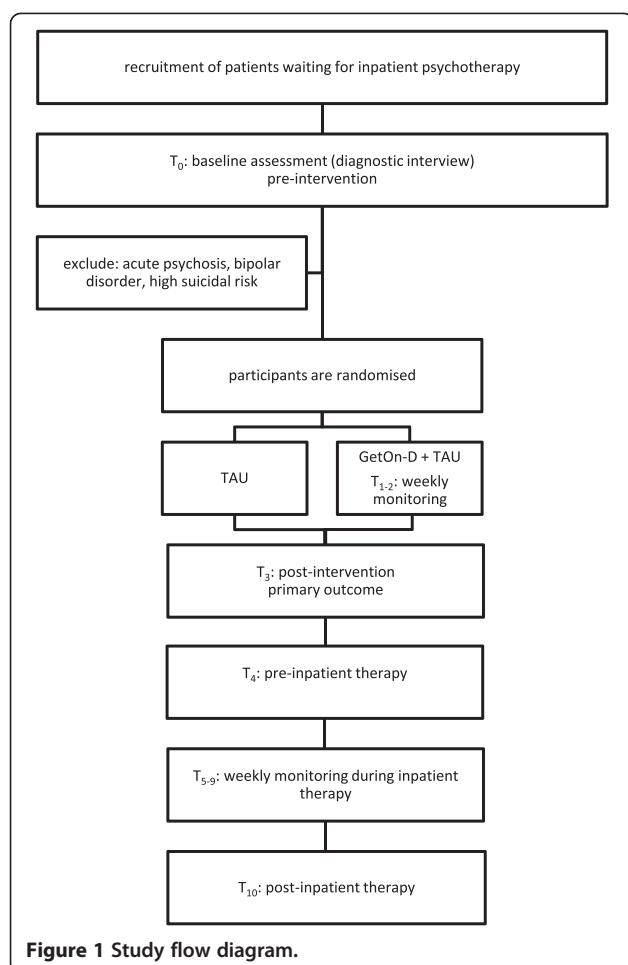 recruitment of patients waiting for inpatient psychotherapy
T₀: baseline assessment (diagnostic interview)
pre-intervention
exclude: acute psychosis, bipolar
disorder, high suicidal risk
participants are randomised
TAU
GetOn-D + TAU
T₁₋₂: weekly
monitoring
T₃: post-intervention
primary outcome
T₄: pre-inpatient therapy
T₅₋₉: weekly monitoring during inpatient
therapy
T₁₀: post-inpatient therapy
Figure 1 Study flow diagram.